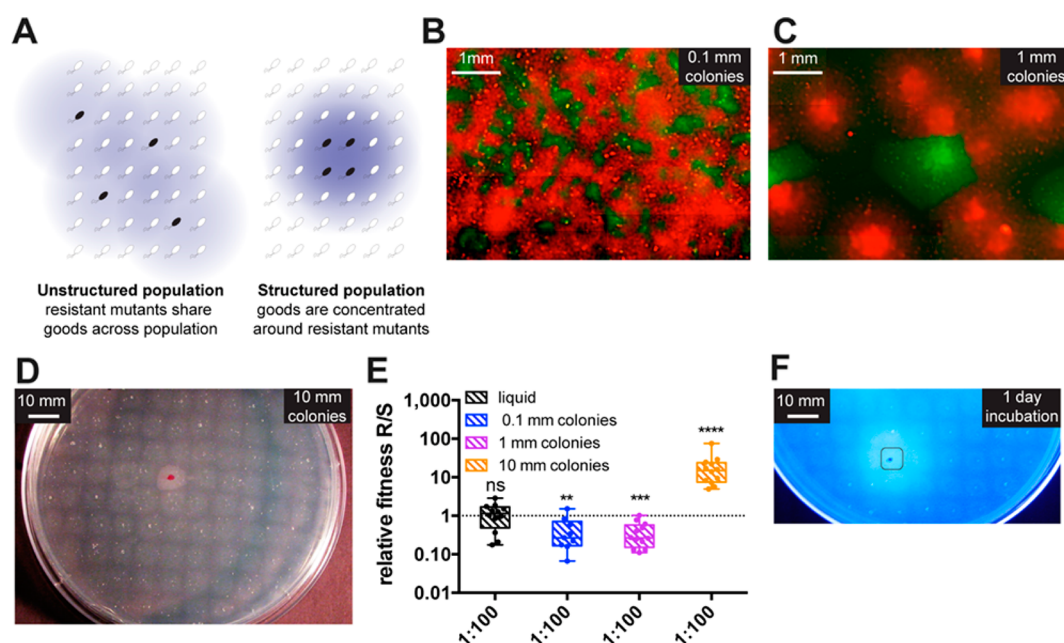 A
Unstructured population
resistant mutants share
goods across population
Structured population
goods are concentrated
around resistant mutants
B
1mm
0.1 mm
colonies
C
1 mm
1 mm
colonies
D
10 mm
10 mm
colonies
E
relative fitness R/S
1,000
100
10
1
0.10
0.01
liquid
0.1 mm colonies
1 mm colonies
10 mm colonies
ns
**
***
****
1:100
1:100
1:100
1:100
F
10 mm
1 day
incubation